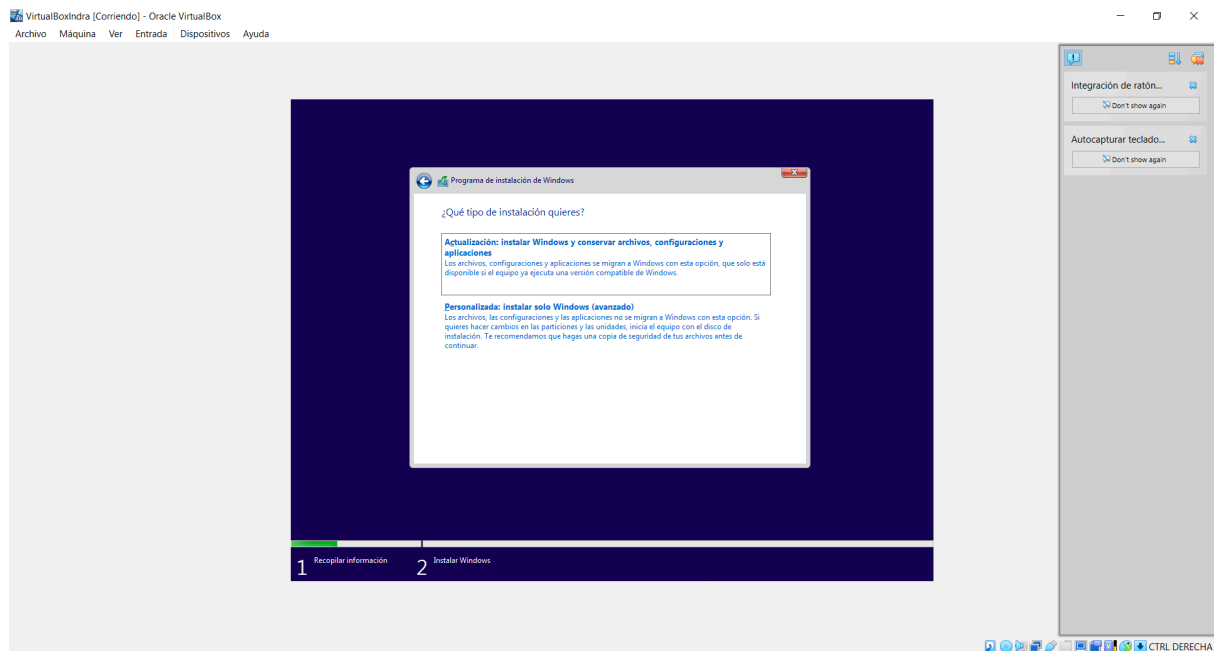 VirtualBoxIndra [Corriendo] - Oracle VirtualBox
Archivo Máquina Ver Entrada Dispositivos Ayuda
Integración de ratón...
Don't show again
Autocapturar teclado...
Don't show again
Programa de instalación de Windows
¿Qué tipo de instalación quieres?
Actualización: instalar Windows y conservar archivos, configuraciones y
aplicaciones
Los archivos, configuraciones y aplicaciones se migran a Windows con esta opción, que solo está
disponible si el equipo ya ejecuta una versión compatible de Windows.
Personalizada: instalar solo Windows (avanzado)
Los archivos, las configuraciones y las aplicaciones no se migran a Windows con esta opción. Si
quieres hacer cambios en las particiones y las unidades, inicia el equipo con el disco de
instalación. Te recomendamos que hagas una copia de seguridad de tus archivos antes de
continuar.
1 Recopilar información 2 Instalar Windows
CTRL DERECHA